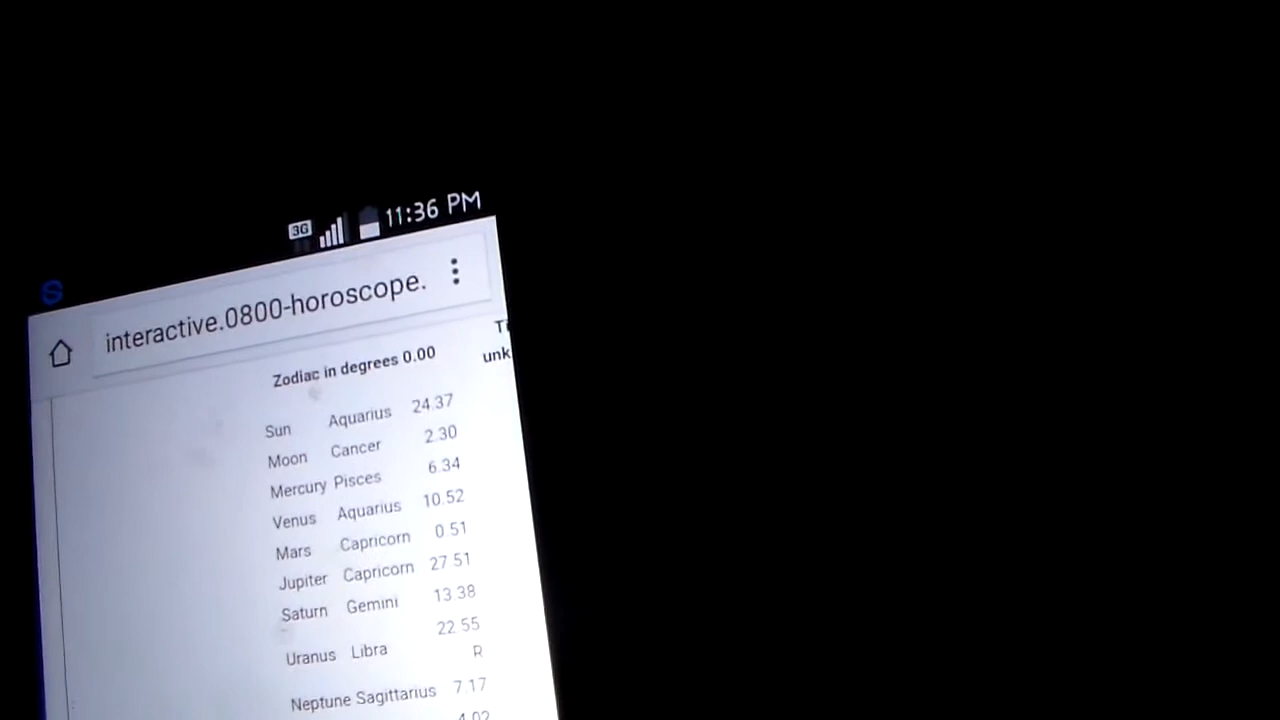 3G 11:36 PM
interactive.0800-horoscope.
Zodiac in degrees 0.00
Sun Aquarius 24.37
Moon Cancer 2.30
Mercury Pisces 6.34
Venus Aquarius 10.52
Mars Capricorn 0.51
Jupiter Capricorn 27.51
Saturn Gemini 13.38
Uranus Libra 22.55
R
Neptune Sagittarius 7.17
4.02